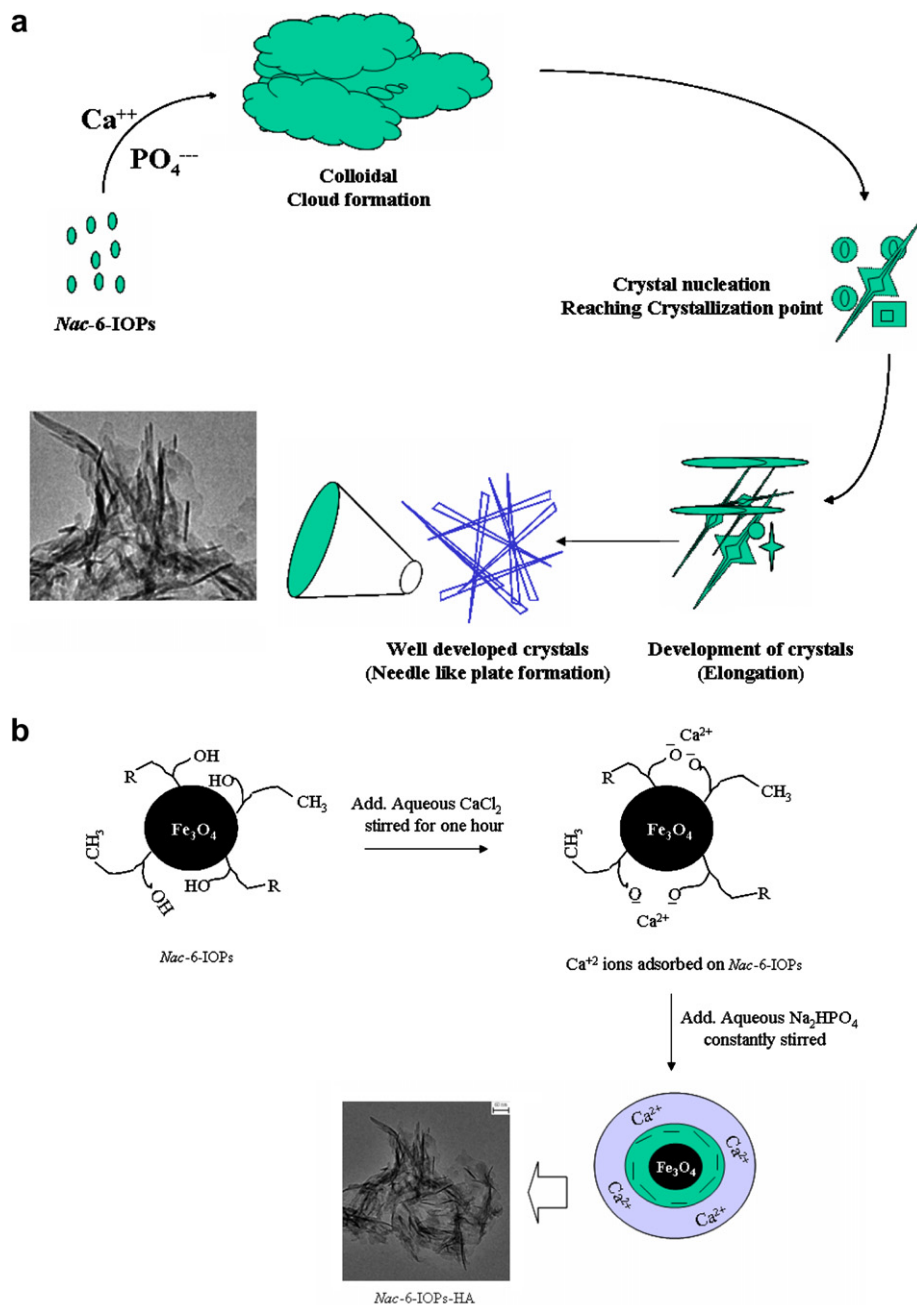 a
Ca⁺⁺
PO₄⁻⁻⁻
Colloidal
Cloud formation
Nac-6-IOPs
Crystal nucleation
Reaching Crystallization point
Well developed crystals
(Needle like plate formation)
Development of crystals
(Elongation)
b
OH
R
HO
CH₃
Fe₃O₄
CH₃
HO
R
OH
Nac-6-IOPs
Add. Aqueous CaCl₂
stirred for one hour
Ca²⁺
O O
R
CH₃
Fe₃O₄
CH₃
O O
R
Ca²⁺
Ca⁺² ions adsorbed on Nac-6-IOPs
Add. Aqueous Na₂HPO₄
constantly stirred
Ca²⁺
Ca²⁺
Fe₃O₄
Ca²⁺
Ca²⁺
Nac-6-IOPs-HA